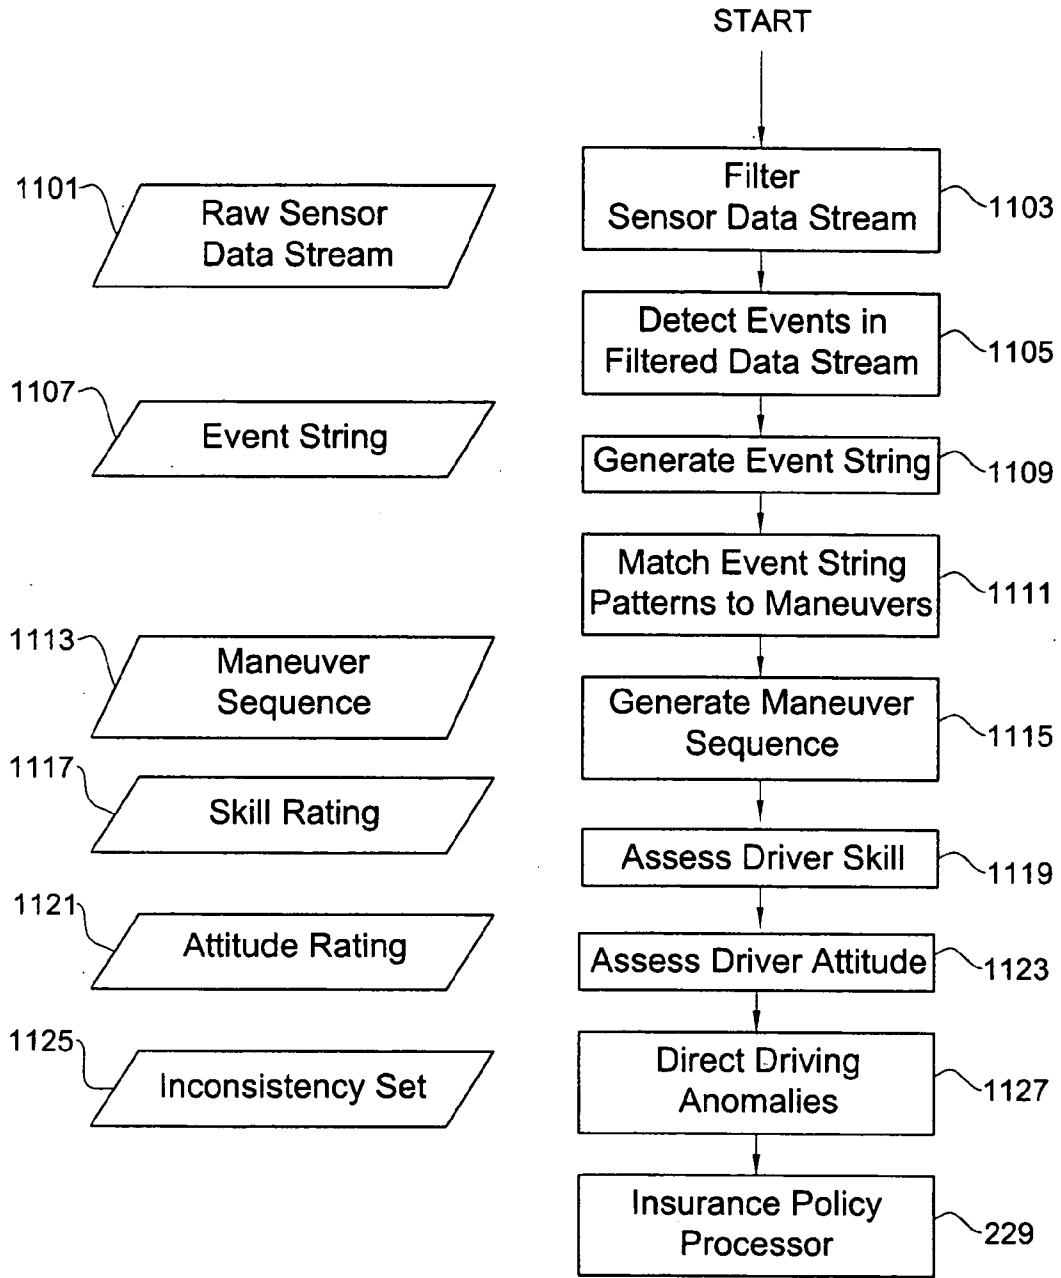 START
1101
Raw Sensor
Data Stream
Filter
Sensor Data Stream
1103
Detect Events in
Filtered Data Stream
1105
1107
Event String
Generate Event String
1109
Match Event String
Patterns to Maneuvers
1111
1113
Maneuver
Sequence
Generate Maneuver
Sequence
1115
1117
Skill Rating
Assess Driver Skill
1119
1121
Attitude Rating
Assess Driver Attitude
1123
1125
Inconsistency Set
Direct Driving
Anomalies
1127
Insurance Policy
Processor
229